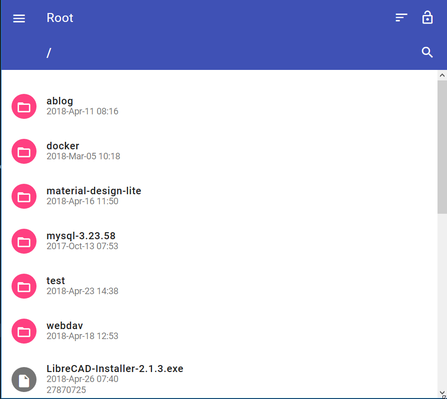 Root
/
ablog
2018-Apr-11 08:16
docker
2018-Mar-05 10:18
material-design-lite
2018-Apr-16 11:50
mysql-3.23.58
2017-Oct-13 07:53
test
2018-Apr-23 14:38
webdav
2018-Apr-18 12:53
LibreCAD-Installer-2.1.3.exe
2018-Apr-26 07:40
27870725